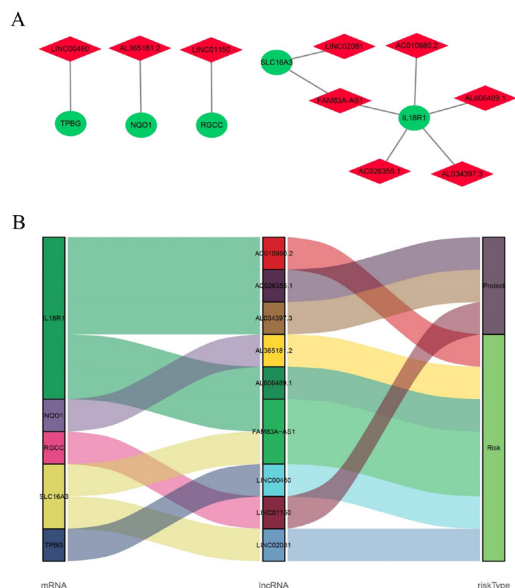 A
LINC00460
AL365181.2
LINC01150
LINC02081
AC010980.2
SLC16A3
FAM83A-AS1
AL606489.1
TPBG
NQO1
RGCC
IL18R1
AC026355.1
AL034397.3
B
AC010980.2
AC026355.1
Protect
IL18R1
AL034397.3
AL365181.2
AL606489.1
NQO1
FAM83A-AS1
RGCC
Risk
LINC00460
SLC16A3
LINC01150
TPBG
LINC02081
mRNA
lncRNA
riskType